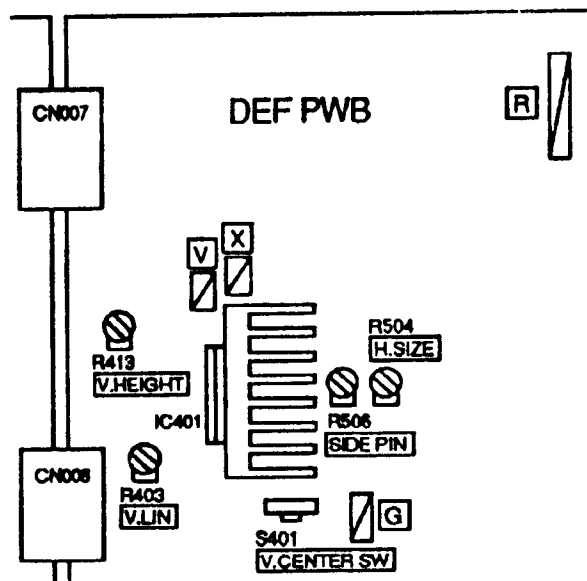 CN007
DEF PWB
R
X
V
R413
V.HEIGHT
R504
H.SIZE
IC401
R506
SIDE PIN
CN008
R403
V.LIN
G
S401
V.CENTER SW